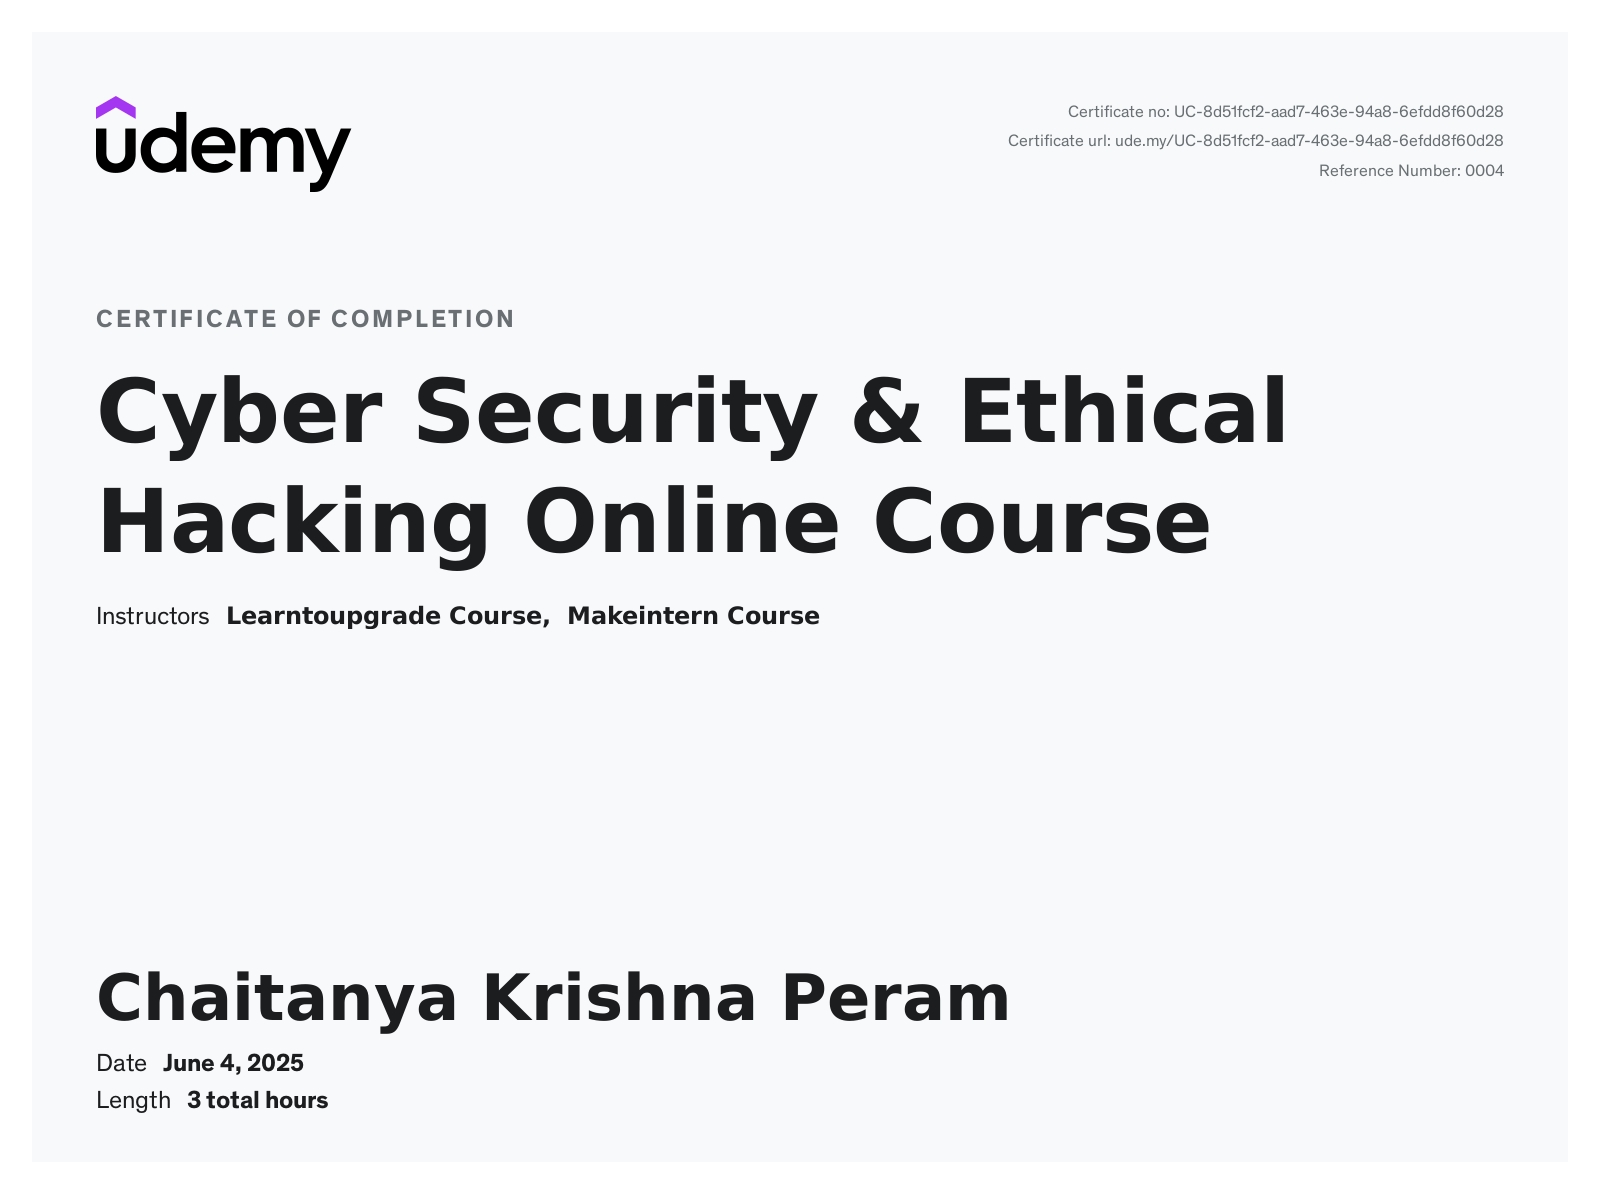 udemy
Certificate no: UC-8d51fcf2-aad7-463e-94a8-6efdd8f60d28
Certificate url: ude.my/UC-8d51fcf2-aad7-463e-94a8-6efdd8f60d28
Reference Number: 0004
CERTIFICATE OF COMPLETION
Cyber Security & Ethical
Hacking Online Course
Instructors Learntoupgrade Course, Makeintern Course
Chaitanya Krishna Peram
Date June 4, 2025
Length 3 total hours